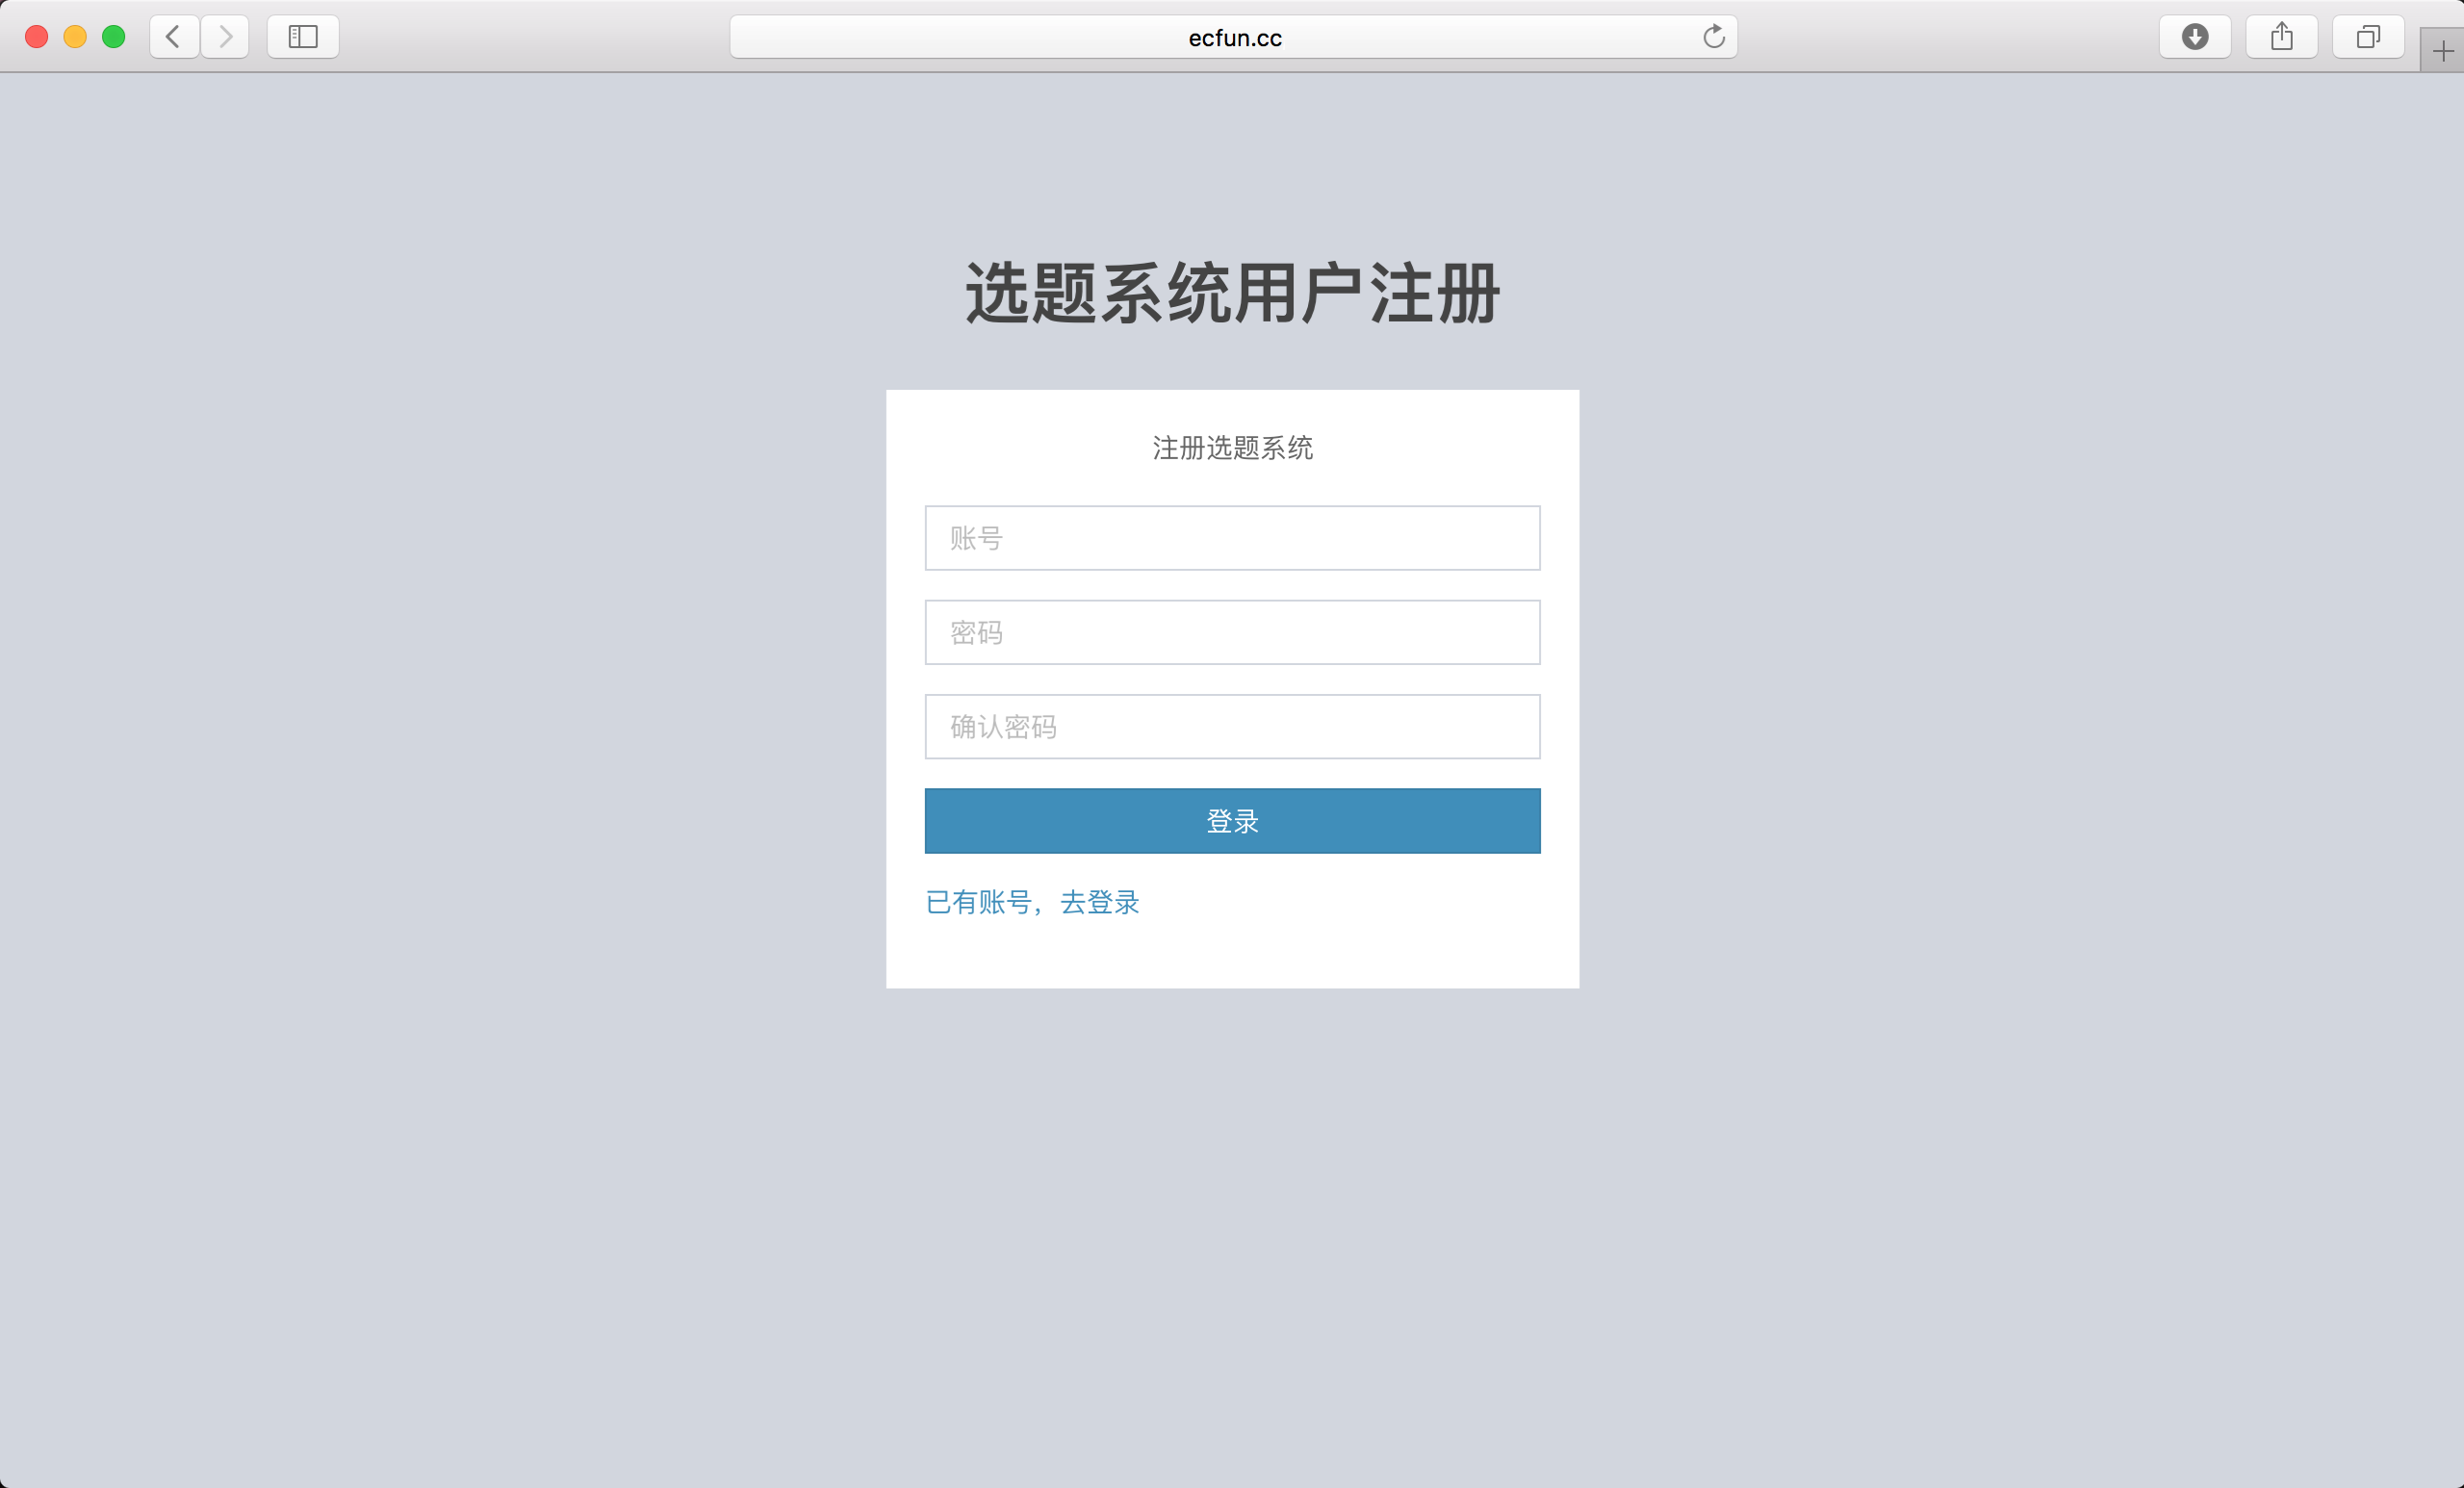 ecfun.cc
选题系统用户注册
注册选题系统
账号
密码
确认密码
登录
已有账号，去登录